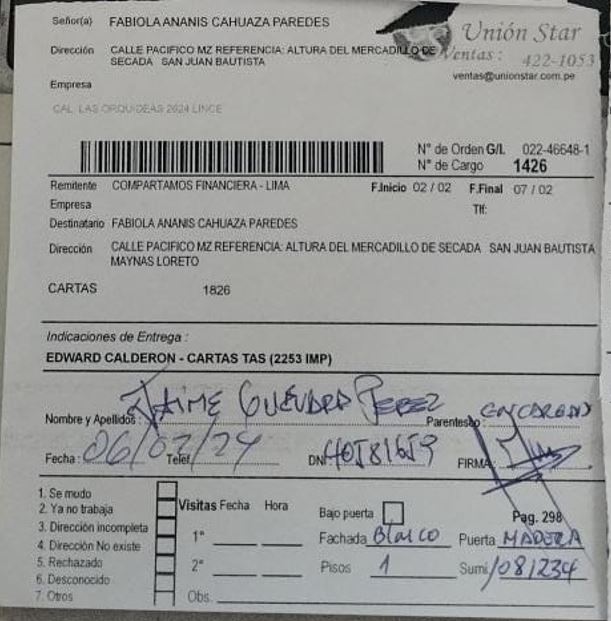 Señor(a) FABIOLA ANANIS CAHUAZA PAREDES
Unión Star
Dirección CALLE PACIFICO MZ REFERENCIA: ALTURA DEL MERCADILLO DE
SECADA SAN JUAN BAUTISTA
Ventas: 422-1053
ventas@unionstar.com.pe
Empresa
CAL. LAS ORQUIDEAS 2624 LINCE
N° de Orden G/L 022-46648-1
N° de Cargo 1426
Remitente COMPARTAMOS FINANCIERA - LIMA F.Inicio 02 / 02 F.Final 07 / 02
Empresa Tlf:
Destinatario FABIOLA ANANIS CAHUAZA PAREDES
Dirección CALLE PACIFICO MZ REFERENCIA: ALTURA DEL MERCADILLO DE SECADA SAN JUAN BAUTISTA
MAYNAS LORETO
CARTAS 1826
Indicaciones de Entrega :
EDWARD CALDERON - CARTAS TAS (2253 IMP)
Nombre y Apellidos : JAIME GUEVARA PEREZ Parentesco : ENCARGADO
Fecha : 06/02/24 Telef. DNI 40581659 FIRMA:
1. Se mudo
2. Ya no trabaja
3. Dirección incompleta
4. Dirección No existe
5. Rechazado
6. Desconocido
7. Otros
Visitas Fecha Hora
1°
2°
Obs.
Bajo puerta Pag. 298
Fachada Blanco Puerta MADERA
Pisos 1 Sumi 081234